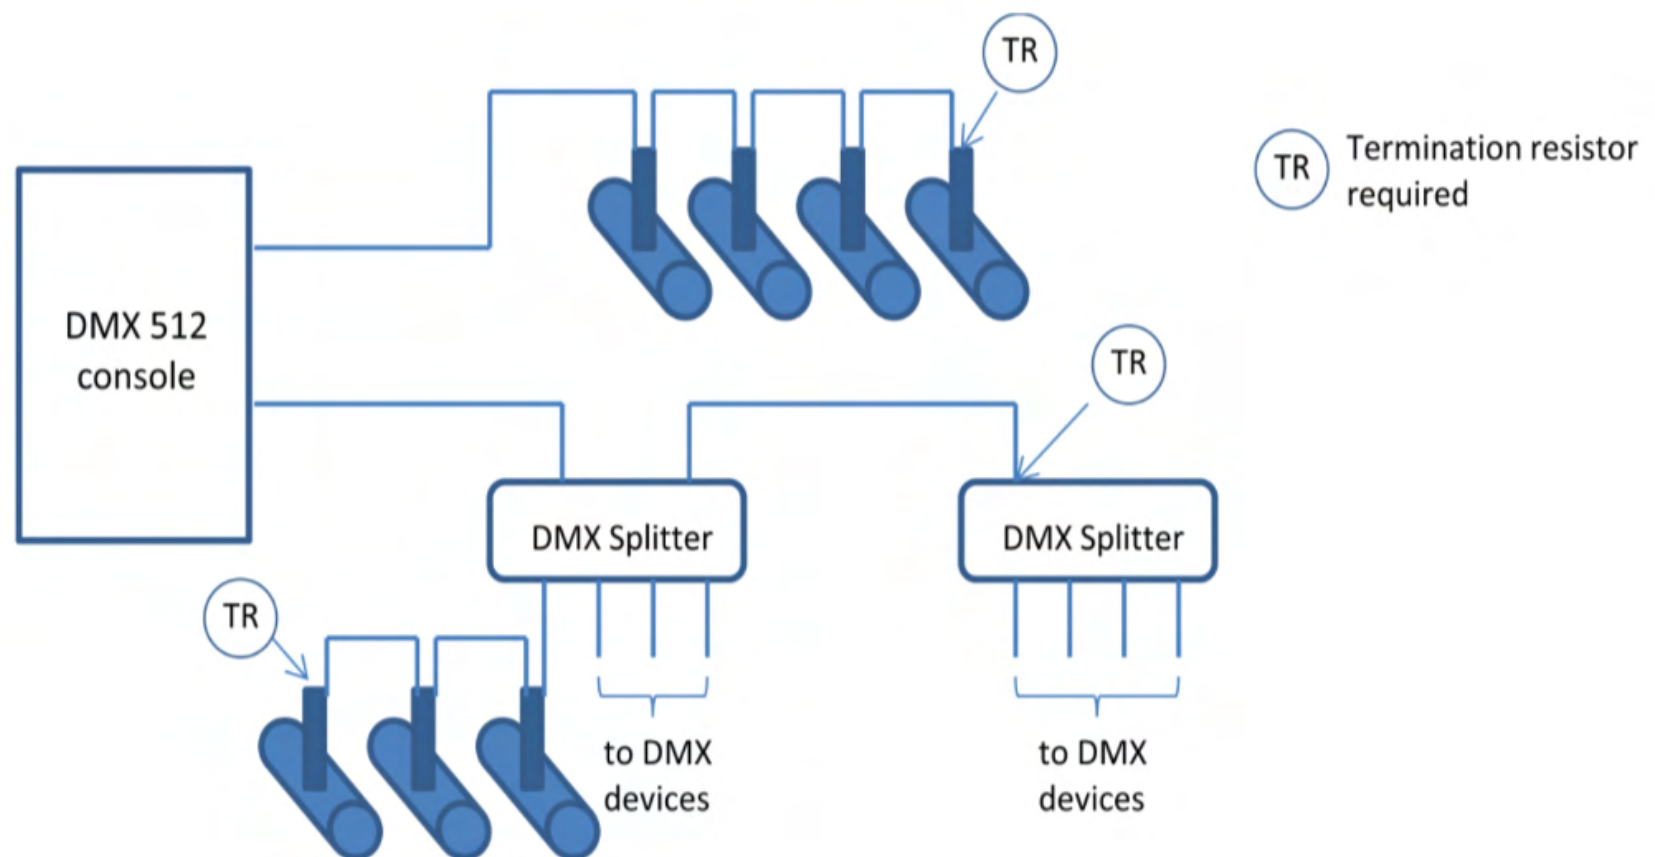 TR
TR
Termination resistor
required
DMX 512
console
TR
DMX Splitter
DMX Splitter
TR
to DMX
devices
to DMX
devices